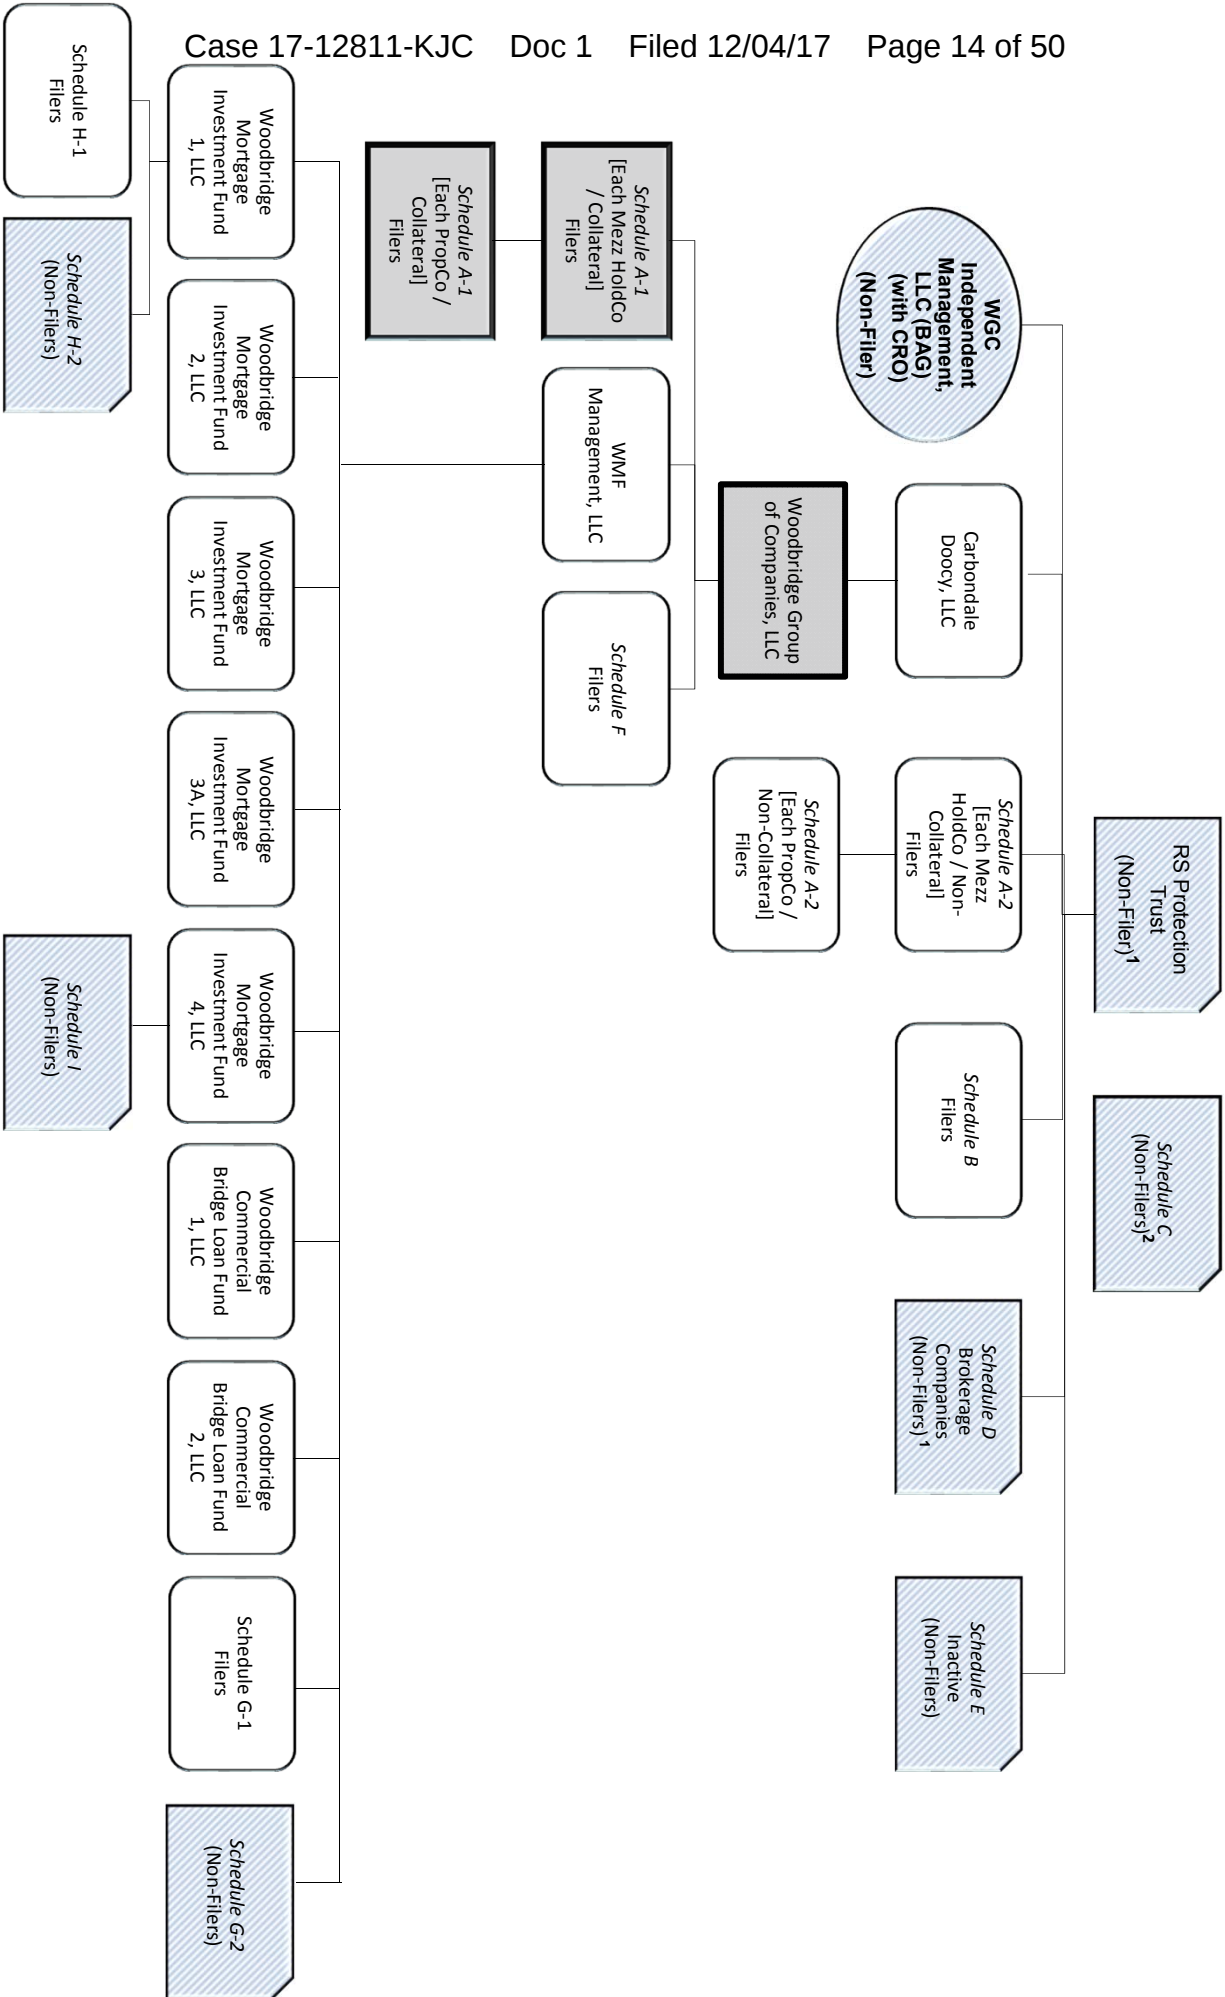 Case 17-12811-KJC Doc 1 Filed 12/04/17 Page 14 of 50
RS Protection
Trust
(Non-Filer)1
Schedule C
(Non-Filers)2
WGC
Independent
Management,
LLC (BAG)
(with CRO)
(Non-Filer)
Carbondale
Doocy, LLC
Schedule A-2
[Each Mezz
HoldCo / Non-
Collateral]
Filers
Schedule B
Filers
Schedule D
Brokerage
Companies
(Non-Filers)1
Schedule E
Inactive
(Non-Filers)
Woodbridge Group
of Companies, LLC
Schedule A-2
[Each PropCo /
Non-Collateral]
Filers
Schedule A-1
[Each Mezz HoldCo
/ Collateral]
Filers
WMF
Management, LLC
Schedule F
Filers
Schedule A-1
[Each PropCo /
Collateral]
Filers
Woodbridge
Mortgage
Investment Fund
1, LLC
Woodbridge
Mortgage
Investment Fund
2, LLC
Woodbridge
Mortgage
Investment Fund
3, LLC
Woodbridge
Mortgage
Investment Fund
3A, LLC
Woodbridge
Mortgage
Investment Fund
4, LLC
Woodbridge
Commercial
Bridge Loan Fund
1, LLC
Woodbridge
Commercial
Bridge Loan Fund
2, LLC
Schedule G-1
Filers
Schedule G-2
(Non-Filers)
Schedule H-1
Filers
Schedule H-2
(Non-Filers)
Schedule I
(Non-Filers)